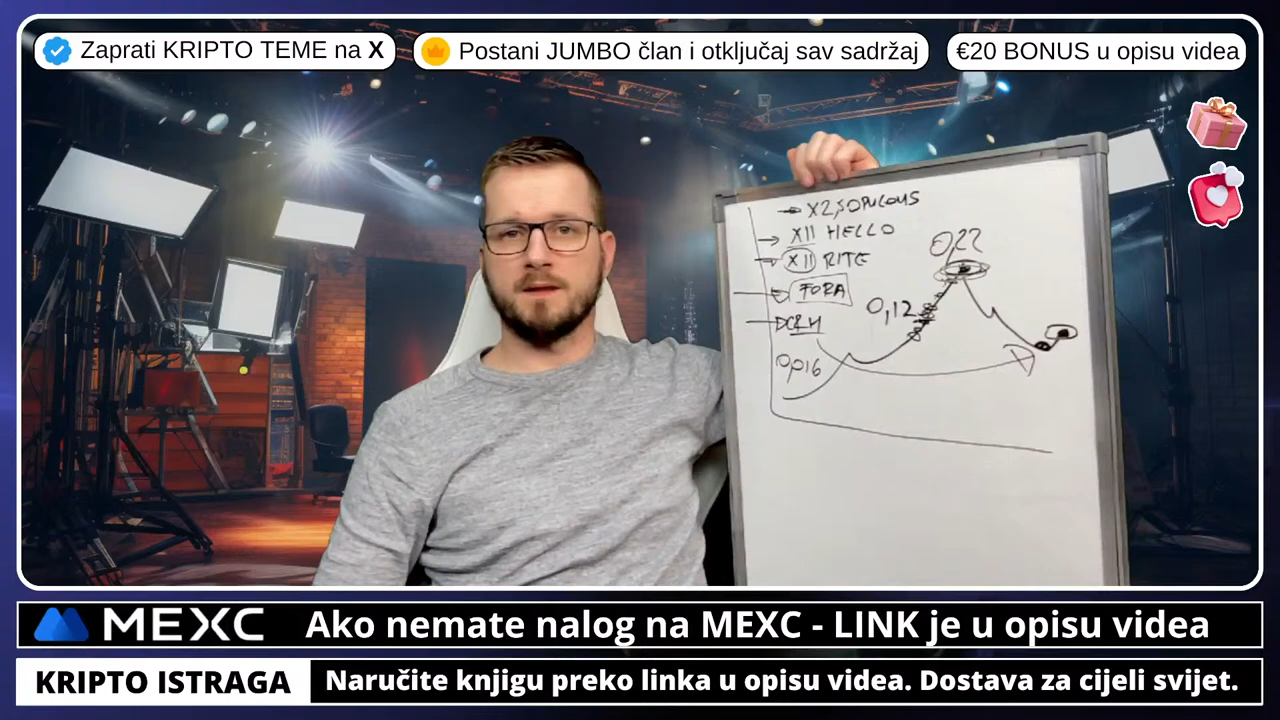 Zaprati KRIPTO TEME na X
Postani JUMBO član i otključaj sav sadržaj
€20 BONUS u opisu videa
X2,5 OPULOUS
X11 HELLO
X11 RITE
FORA
0,22
0,12
0,016
MEXC
Ako nemate nalog na MEXC - LINK je u opisu videa
KRIPTO ISTRAGA
Naručite knjigu preko linka u opisu videa. Dostava za cijeli svijet.